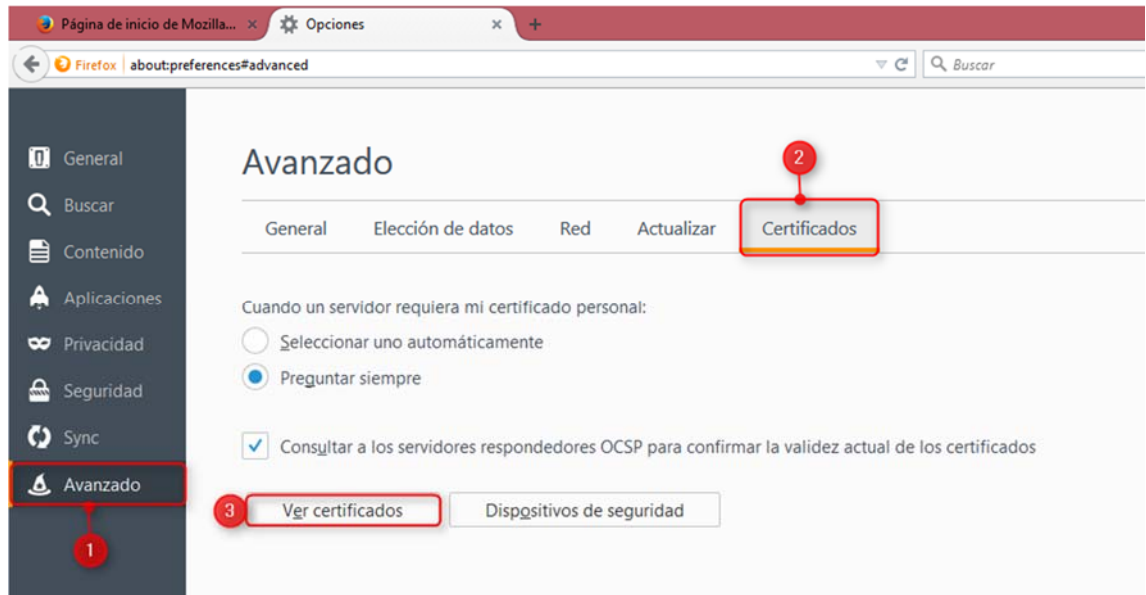 Página de inicio de Mozilla...
Opciones
Firefox about:preferences#advanced
Buscar
General
Buscar
Contenido
Aplicaciones
Privacidad
Seguridad
Sync
Avanzado
1
Avanzado
2
General Elección de datos Red Actualizar Certificados
Cuando un servidor requiera mi certificado personal:
Seleccionar uno automáticamente
Preguntar siempre
Consultar a los servidores respondedores OCSP para confirmar la validez actual de los certificados
3 Ver certificados Dispositivos de seguridad